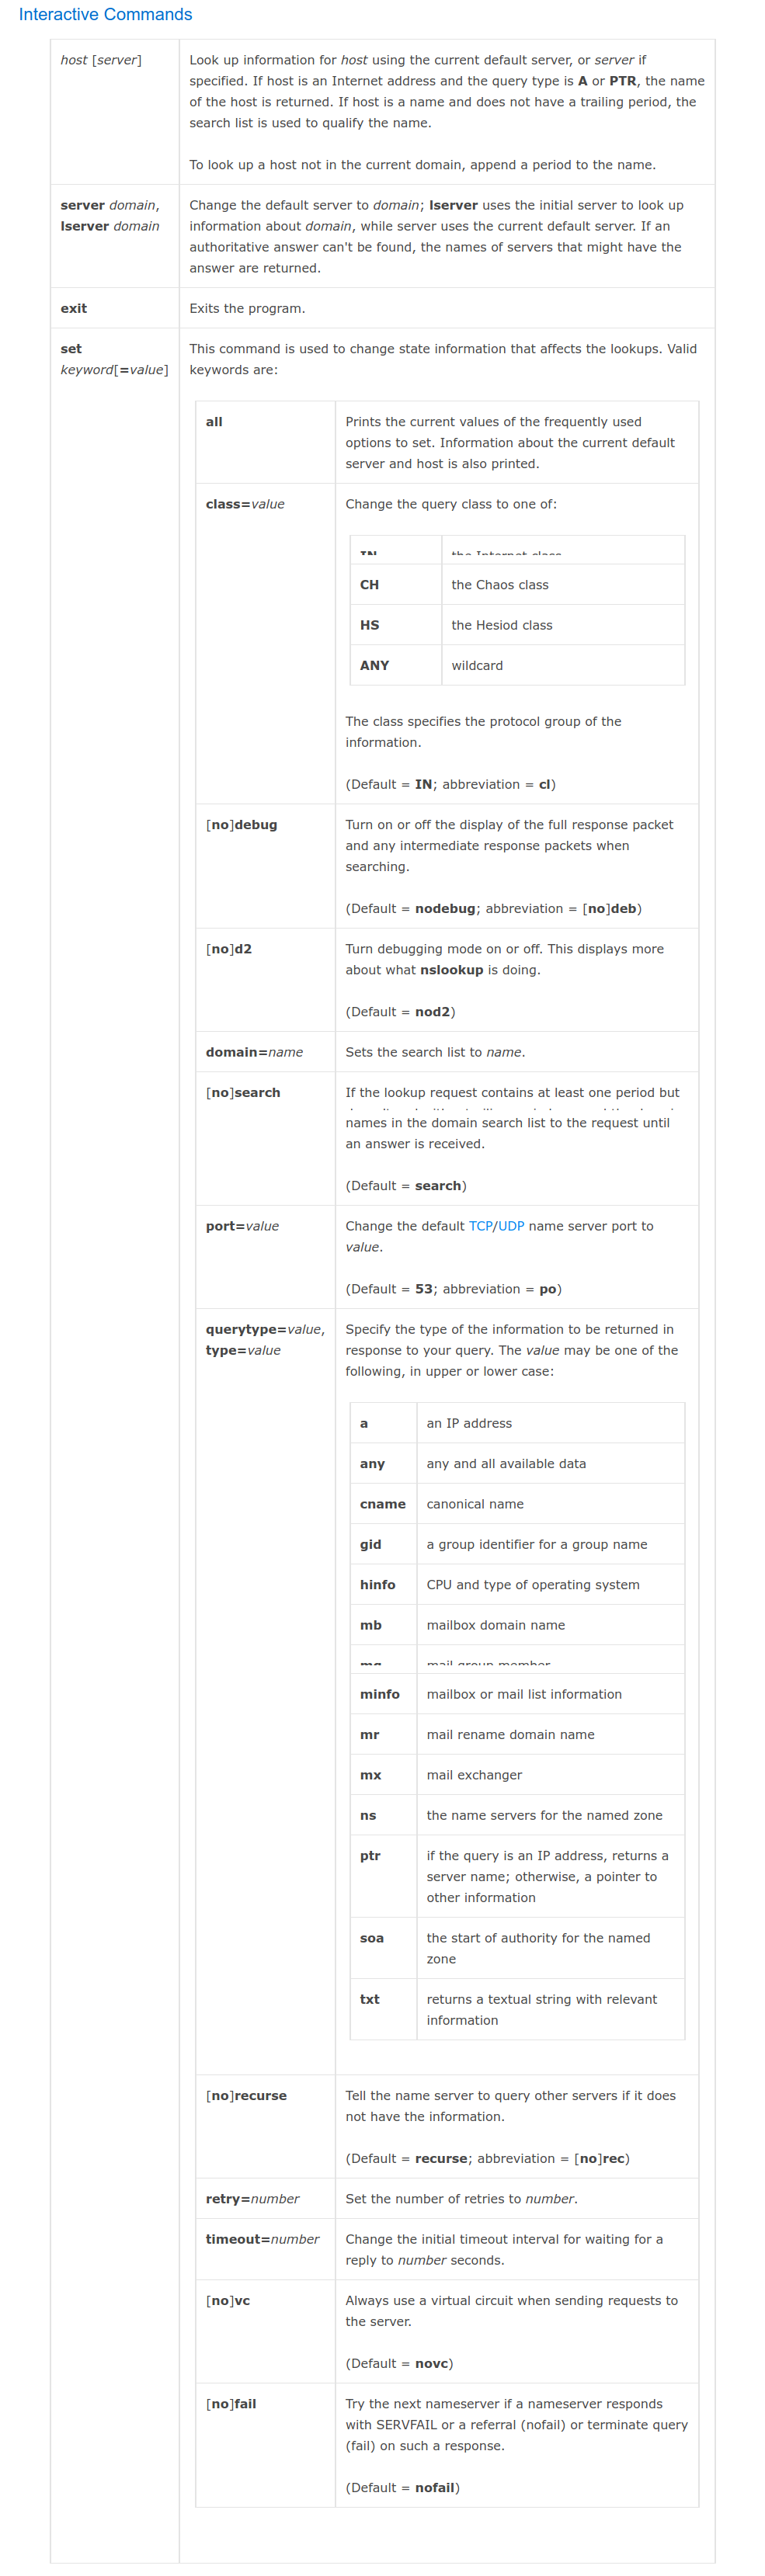 Interactive Commands
host [server]
Look up information for host using the current default server, or server if
specified. If host is an Internet address and the query type is A or PTR, the name
of the host is returned. If host is a name and does not have a trailing period, the
search list is used to qualify the name.
To look up a host not in the current domain, append a period to the name.
server domain,
lserver domain
Change the default server to domain; lserver uses the initial server to look up
information about domain, while server uses the current default server. If an
authoritative answer can't be found, the names of servers that might have the
answer are returned.
exit
Exits the program.
set
keyword[=value]
This command is used to change state information that affects the lookups. Valid
keywords are:
all
Prints the current values of the frequently used
options to set. Information about the current default
server and host is also printed.
class=value
Change the query class to one of:
IN
the Internet class
CH
the Chaos class
HS
the Hesiod class
ANY
wildcard
The class specifies the protocol group of the
information.
(Default = IN; abbreviation = cl)
[no]debug
Turn on or off the display of the full response packet
and any intermediate response packets when
searching.
(Default = nodebug; abbreviation = [no]deb)
[no]d2
Turn debugging mode on or off. This displays more
about what nslookup is doing.
(Default = nod2)
domain=name
Sets the search list to name.
[no]search
If the lookup request contains at least one period but
names in the domain search list to the request until
an answer is received.
(Default = search)
port=value
Change the default TCP/UDP name server port to
value.
(Default = 53; abbreviation = po)
querytype=value,
type=value
Specify the type of the information to be returned in
response to your query. The value may be one of the
following, in upper or lower case:
a
an IP address
any
any and all available data
cname
canonical name
gid
a group identifier for a group name
hinfo
CPU and type of operating system
mb
mailbox domain name
mg
mail group member
minfo
mailbox or mail list information
mr
mail rename domain name
mx
mail exchanger
ns
the name servers for the named zone
ptr
if the query is an IP address, returns a
server name; otherwise, a pointer to
other information
soa
the start of authority for the named
zone
txt
returns a textual string with relevant
information
[no]recurse
Tell the name server to query other servers if it does
not have the information.
(Default = recurse; abbreviation = [no]rec)
retry=number
Set the number of retries to number.
timeout=number
Change the initial timeout interval for waiting for a
reply to number seconds.
[no]vc
Always use a virtual circuit when sending requests to
the server.
(Default = novc)
[no]fail
Try the next nameserver if a nameserver responds
with SERVFAIL or a referral (nofail) or terminate query
(fail) on such a response.
(Default = nofail)